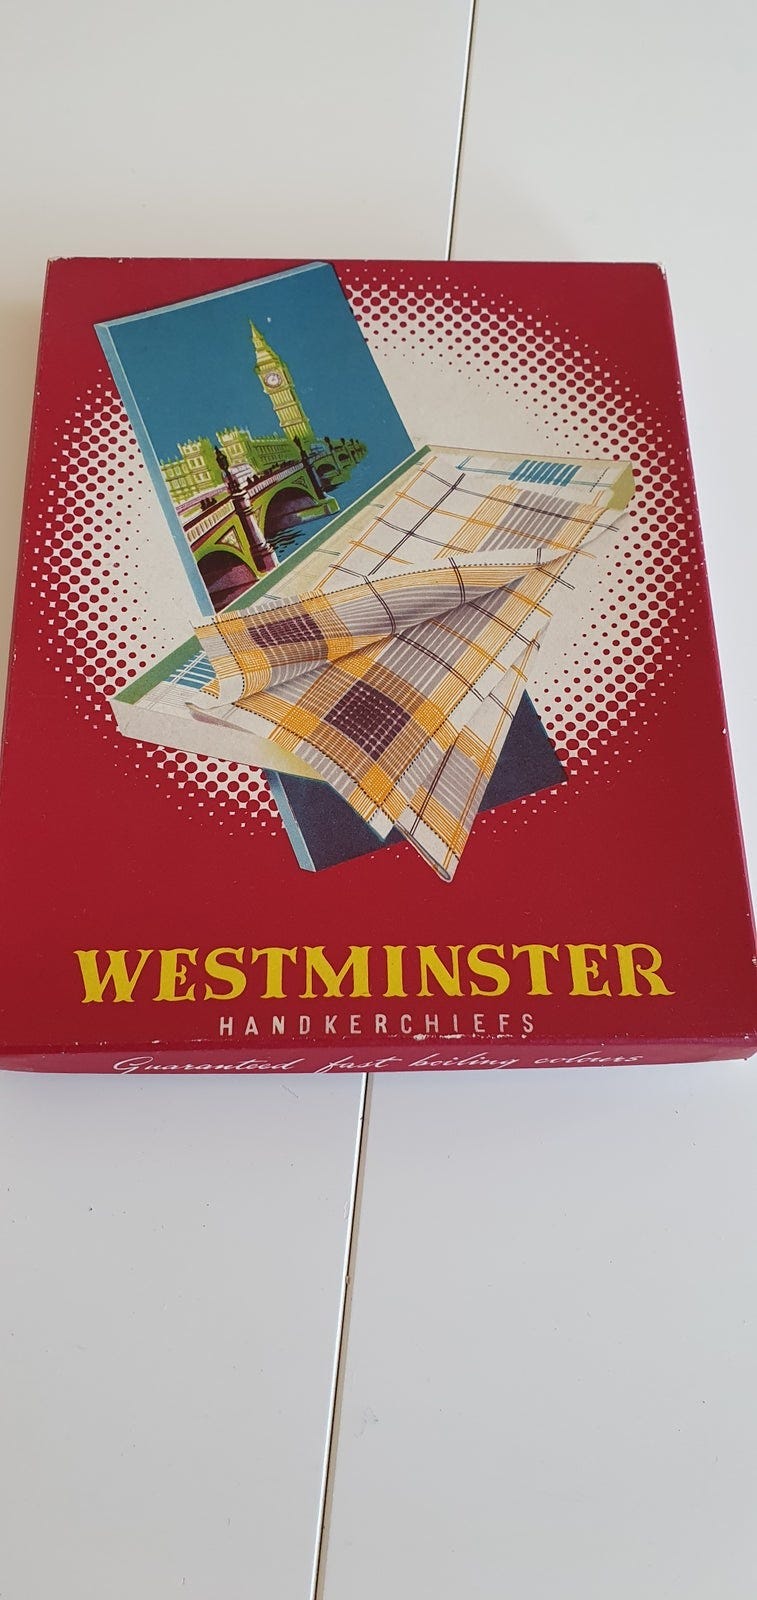 WESTMINSTER
HANDKERCHIEFS
Guaranteed fast boiling colours